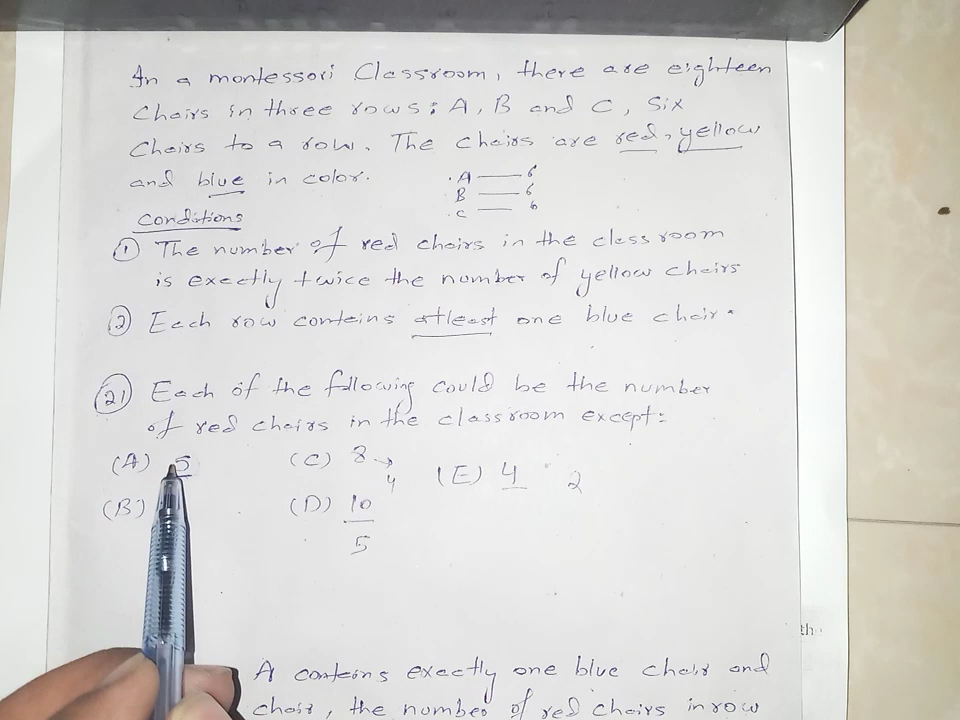 In a montessori Classroom, there are eighteen
Chairs in three rows: A, B and C, Six
Chairs to a row. The chairs are red, yellow
and blue in color.
A — 6
B — 6
C — 6
Conditions
① The number of red chairs in the class room
is exectly twice the number of yellow chairs
② Each row contains atleast one blue chair.
㉑ Each of the following could be the number
of red chairs in the classroom except:
(A) 5 (C) 8 → 4 (E) 4 2
(B) (D) 10
5
A contains exectly one blue chair and
chair, the number of red chairs in row
th